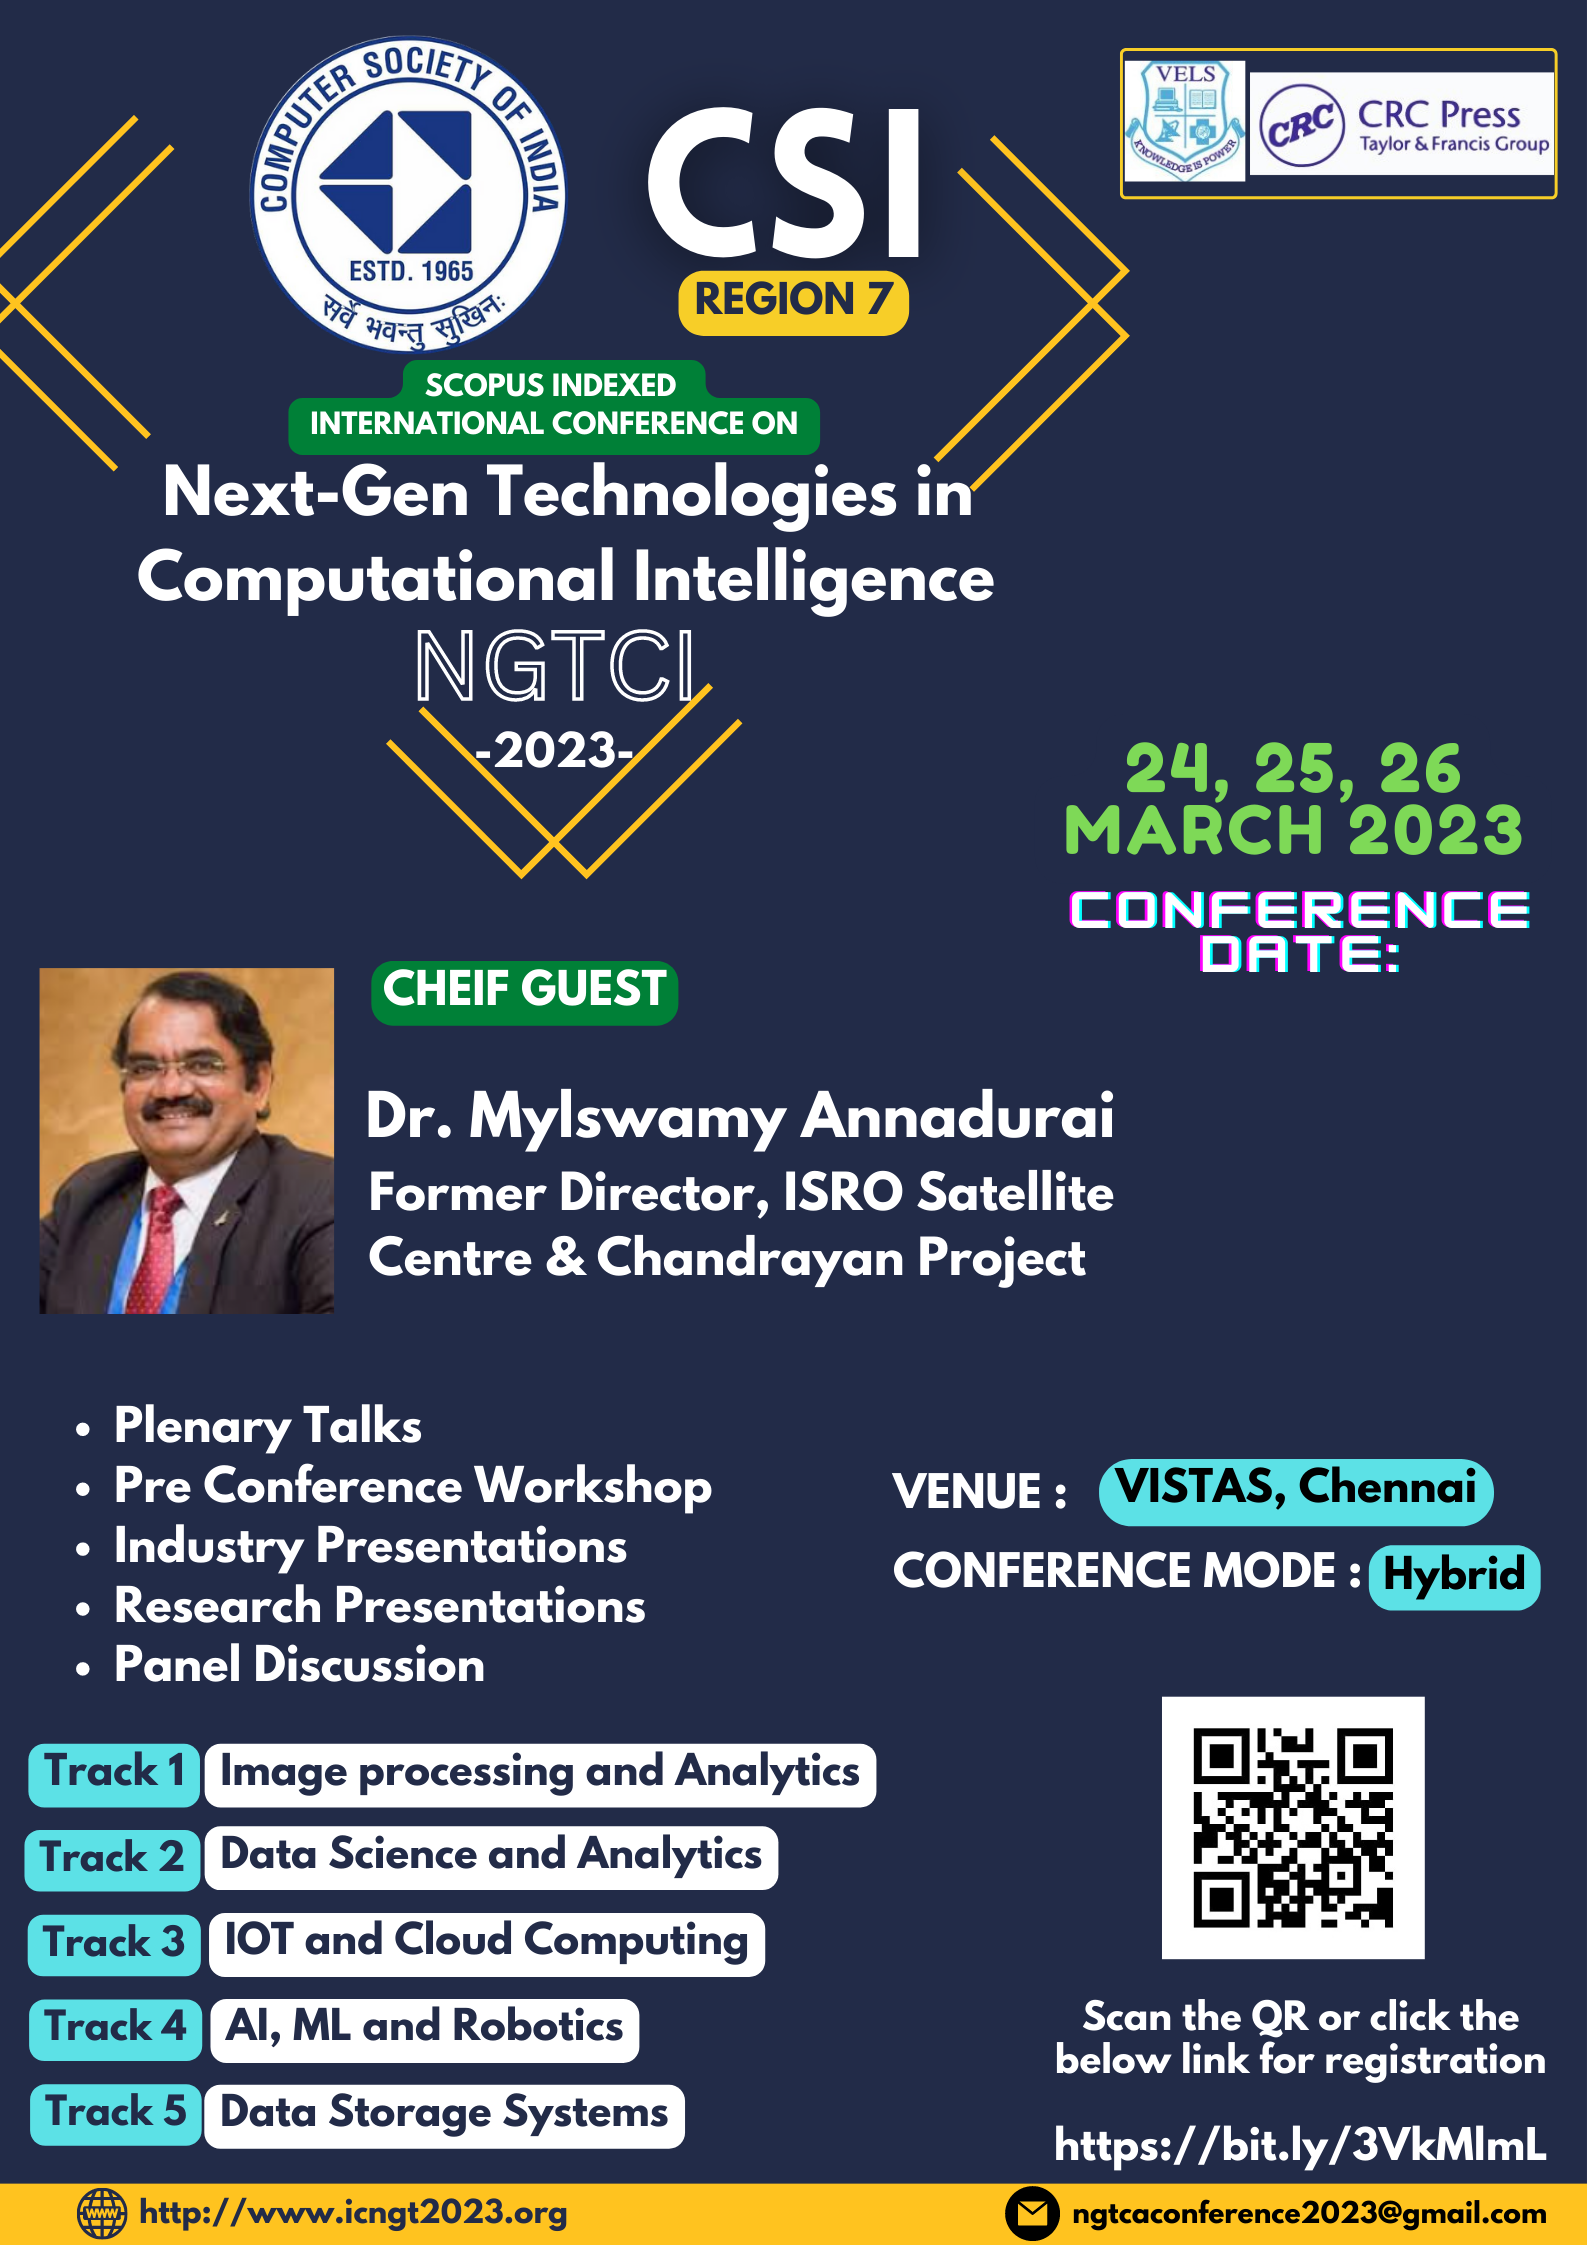 COMPUTER SOCIETY OF INDIA
ESTD. 1965
सर्वे भवन्तु सुखिनः
CSI
REGION 7
VELS
KNOWLEDGE IS POWER
CRC
CRC Press
Taylor & Francis Group
SCOPUS INDEXED
INTERNATIONAL CONFERENCE ON
Next-Gen Technologies in
Computational Intelligence
NGTCI
-2023-
24, 25, 26
MARCH 2023
CONFERENCE
DATE:
CHEIF GUEST
Dr. Mylswamy Annadurai
Former Director, ISRO Satellite
Centre & Chandrayan Project
• Plenary Talks
• Pre Conference Workshop
• Industry Presentations
• Research Presentations
• Panel Discussion
VENUE : VISTAS, Chennai
CONFERENCE MODE : Hybrid
Track 1 Image processing and Analytics
Track 2 Data Science and Analytics
Track 3 IOT and Cloud Computing
Track 4 AI, ML and Robotics
Track 5 Data Storage Systems
Scan the QR or click the
below link for registration
https://bit.ly/3VkMlmL
www
http://www.icngt2023.org
ngtcaconference2023@gmail.com